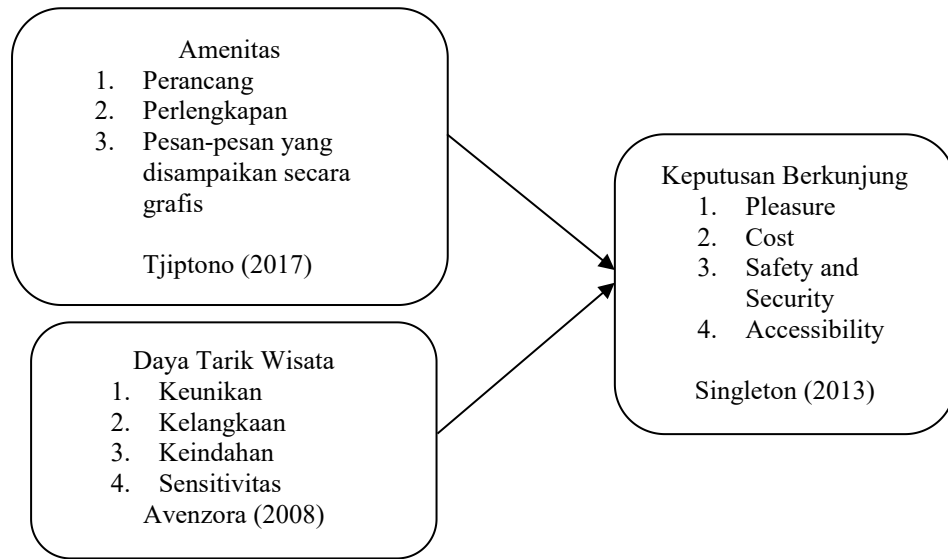 Amenitas
1. Perancang
2. Perlengkapan
3. Pesan-pesan yang
disampaikan secara
grafis
Tjiptono (2017)
Daya Tarik Wisata
1. Keunikan
2. Kelangkaan
3. Keindahan
4. Sensitivitas
Avenzora (2008)
Keputusan Berkunjung
1. Pleasure
2. Cost
3. Safety and
Security
4. Accessibility
Singleton (2013)